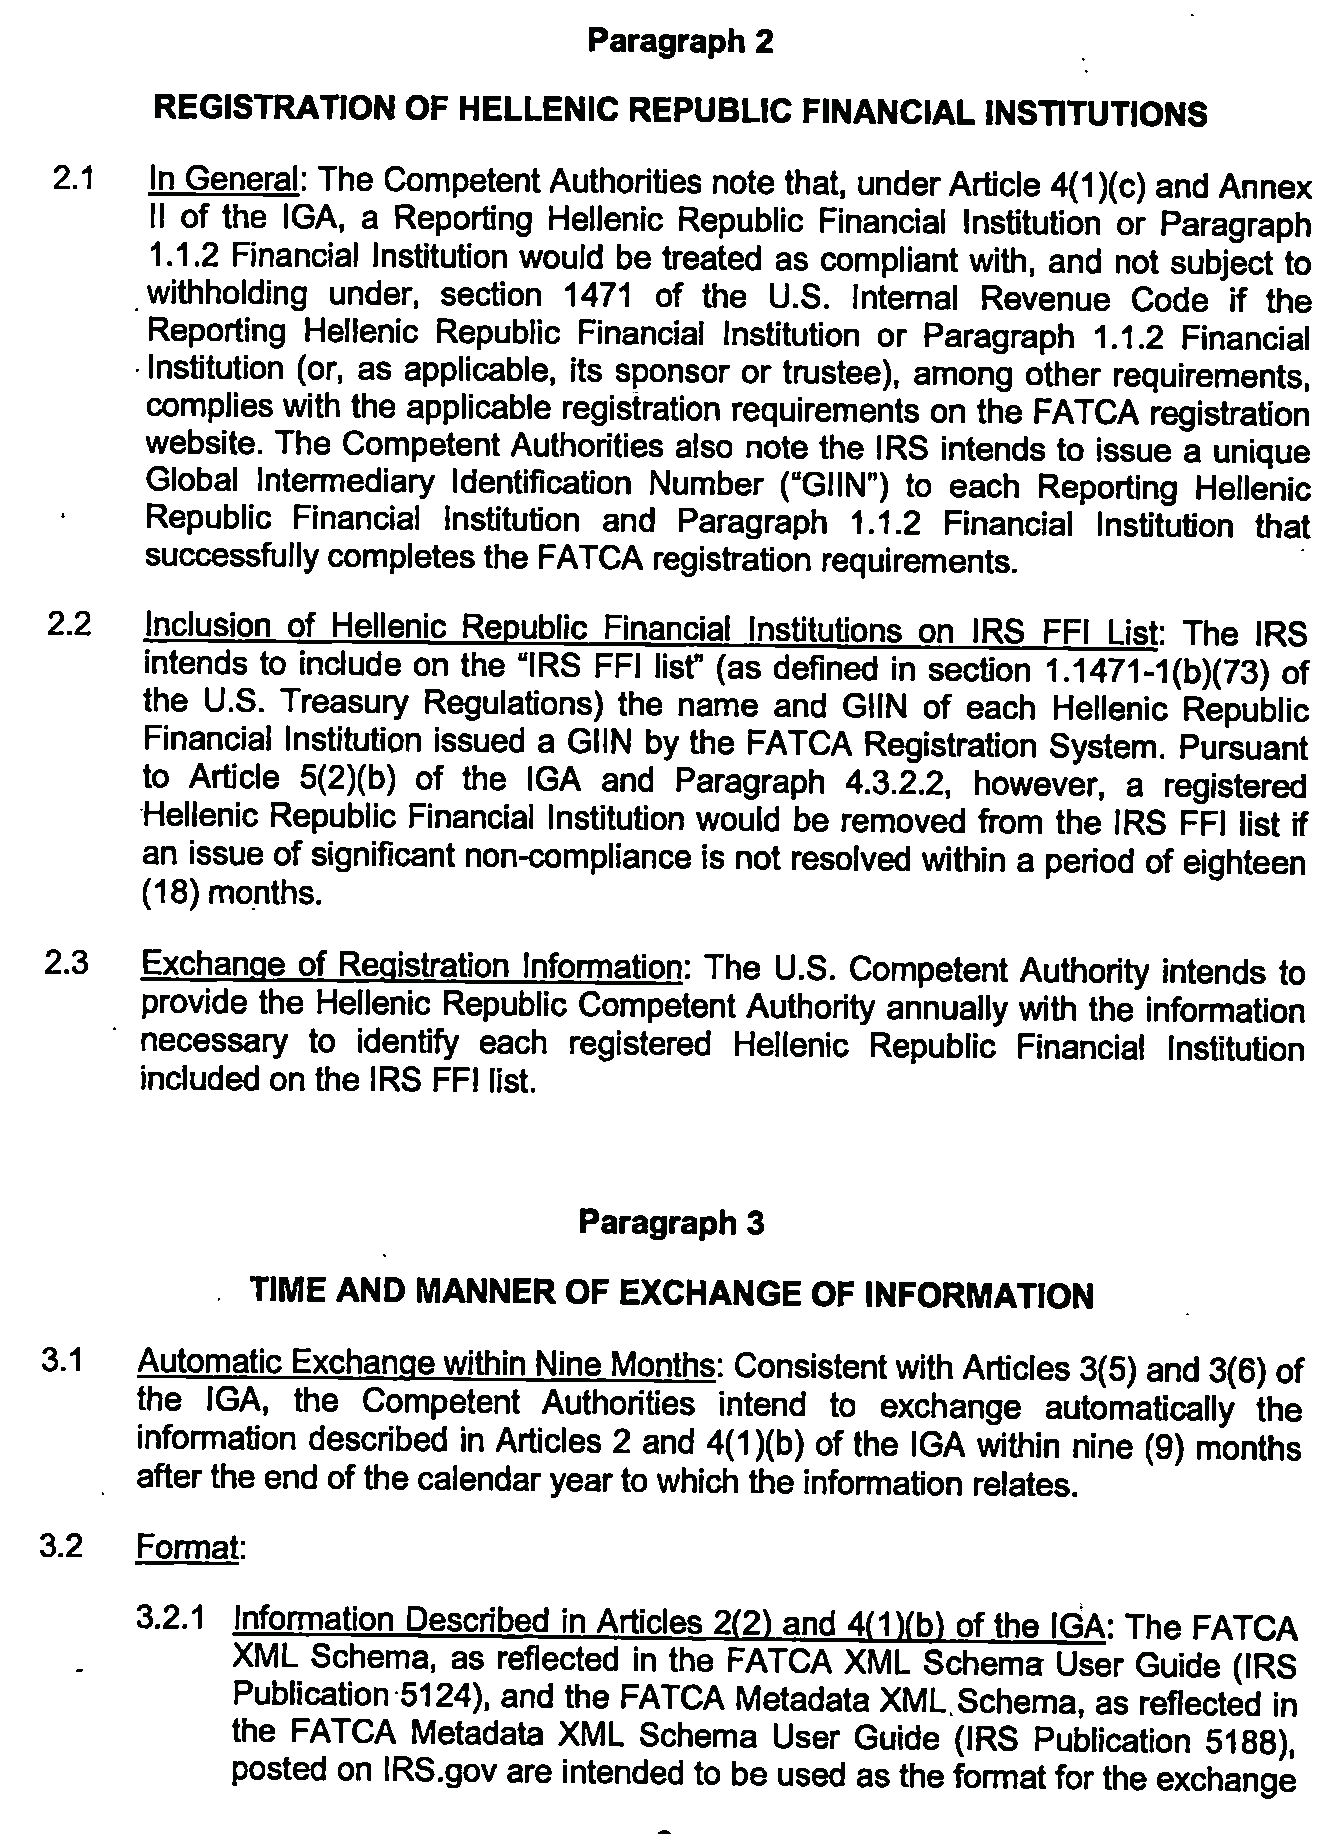 Paragraph 2
REGISTRATION OF HELLENIC REPUBLIC FINANCIAL INSTITUTIONS
2.1 In General: The Competent Authorities note that, under Article 4(1)(c) and Annex
II of the IGA, a Reporting Hellenic Republic Financial Institution or Paragraph
1.1.2 Financial Institution would be treated as compliant with, and not subject to
withholding under, section 1471 of the U.S. Internal Revenue Code if the
Reporting Hellenic Republic Financial Institution or Paragraph 1.1.2 Financial
Institution (or, as applicable, its sponsor or trustee), among other requirements,
complies with the applicable registration requirements on the FATCA registration
website. The Competent Authorities also note the IRS intends to issue a unique
Global Intermediary Identification Number (“GIIN”) to each Reporting Hellenic
Republic Financial Institution and Paragraph 1.1.2 Financial Institution that
successfully completes the FATCA registration requirements.
2.2 Inclusion of Hellenic Republic Financial Institutions on IRS FFI List: The IRS
intends to include on the “IRS FFI list” (as defined in section 1.1471-1(b)(73) of
the U.S. Treasury Regulations) the name and GIIN of each Hellenic Republic
Financial Institution issued a GIIN by the FATCA Registration System. Pursuant
to Article 5(2)(b) of the IGA and Paragraph 4.3.2.2, however, a registered
Hellenic Republic Financial Institution would be removed from the IRS FFI list if
an issue of significant non-compliance is not resolved within a period of eighteen
(18) months.
2.3 Exchange of Registration Information: The U.S. Competent Authority intends to
provide the Hellenic Republic Competent Authority annually with the information
necessary to identify each registered Hellenic Republic Financial Institution
included on the IRS FFI list.
Paragraph 3
TIME AND MANNER OF EXCHANGE OF INFORMATION
3.1 Automatic Exchange within Nine Months: Consistent with Articles 3(5) and 3(6) of
the IGA, the Competent Authorities intend to exchange automatically the
information described in Articles 2 and 4(1)(b) of the IGA within nine (9) months
after the end of the calendar year to which the information relates.
3.2 Format:
3.2.1 Information Described in Articles 2(2) and 4(1)(b) of the IGA: The FATCA
XML Schema, as reflected in the FATCA XML Schema User Guide (IRS
Publication 5124), and the FATCA Metadata XML Schema, as reflected in
the FATCA Metadata XML Schema User Guide (IRS Publication 5188),
posted on IRS.gov are intended to be used as the format for the exchange